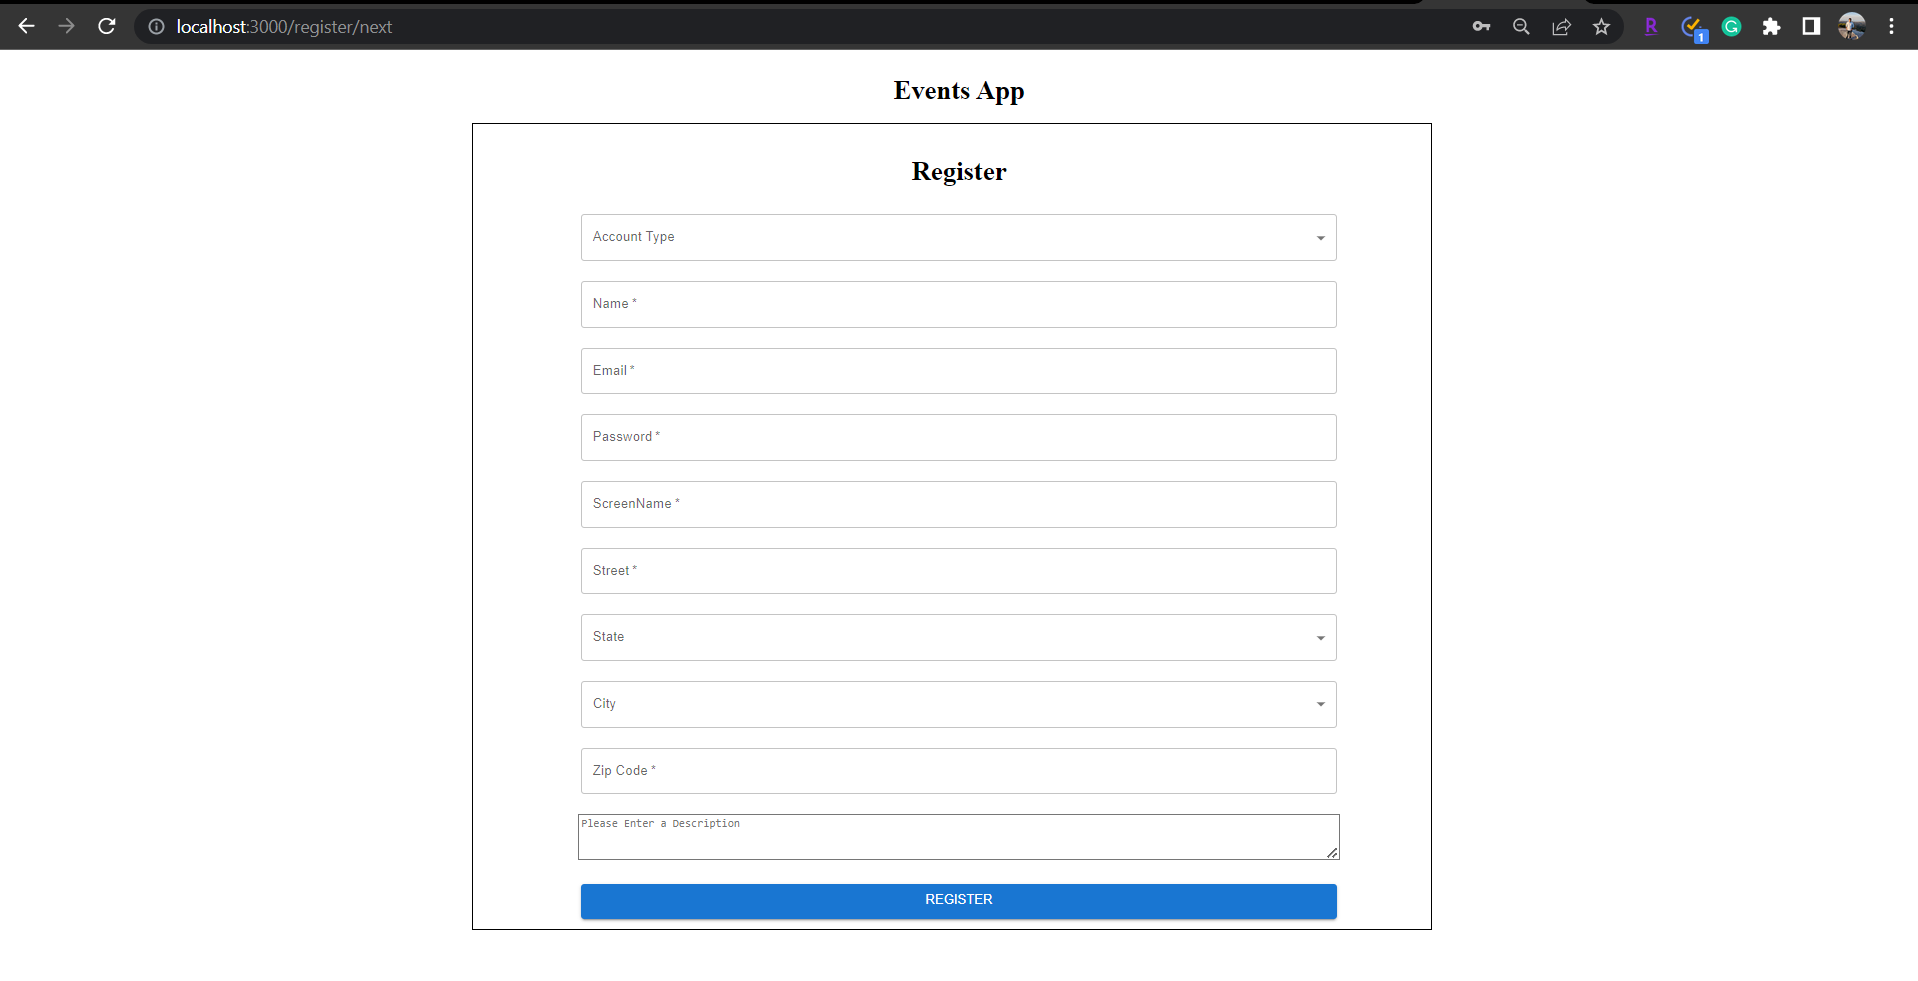 localhost:3000/register/next
R
1
G
Events App
Register
Account Type
Name *
Email *
Password *
ScreenName *
Street *
State
City
Zip Code *
Please Enter a Description
REGISTER